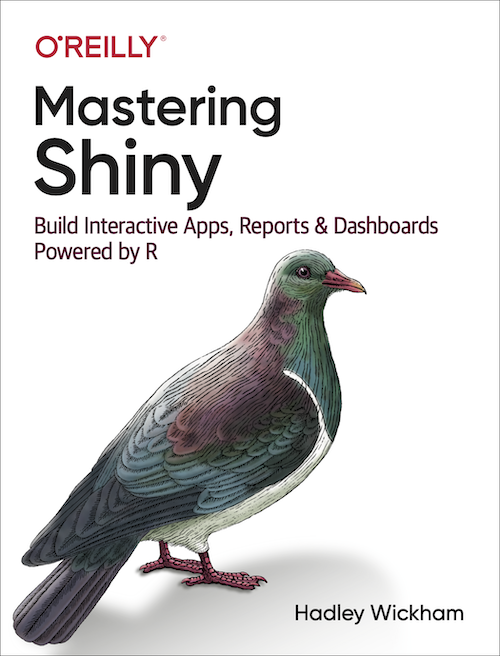 O'REILLY®
Mastering
Shiny
Build Interactive Apps, Reports & Dashboards
Powered by R
Hadley Wickham